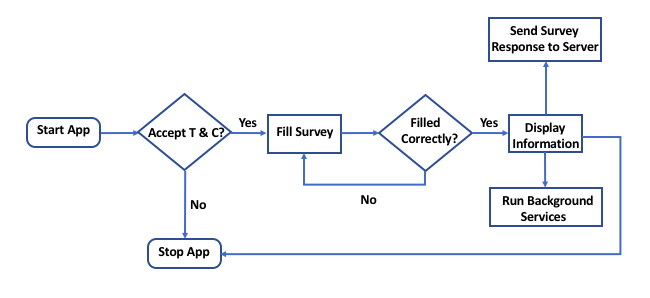 Send Survey
Response to Server
Start App
Accept T & C?
Yes
Fill Survey
Filled
Correctly?
Yes
Display
Information
No
No
Run Background
Services
Stop App